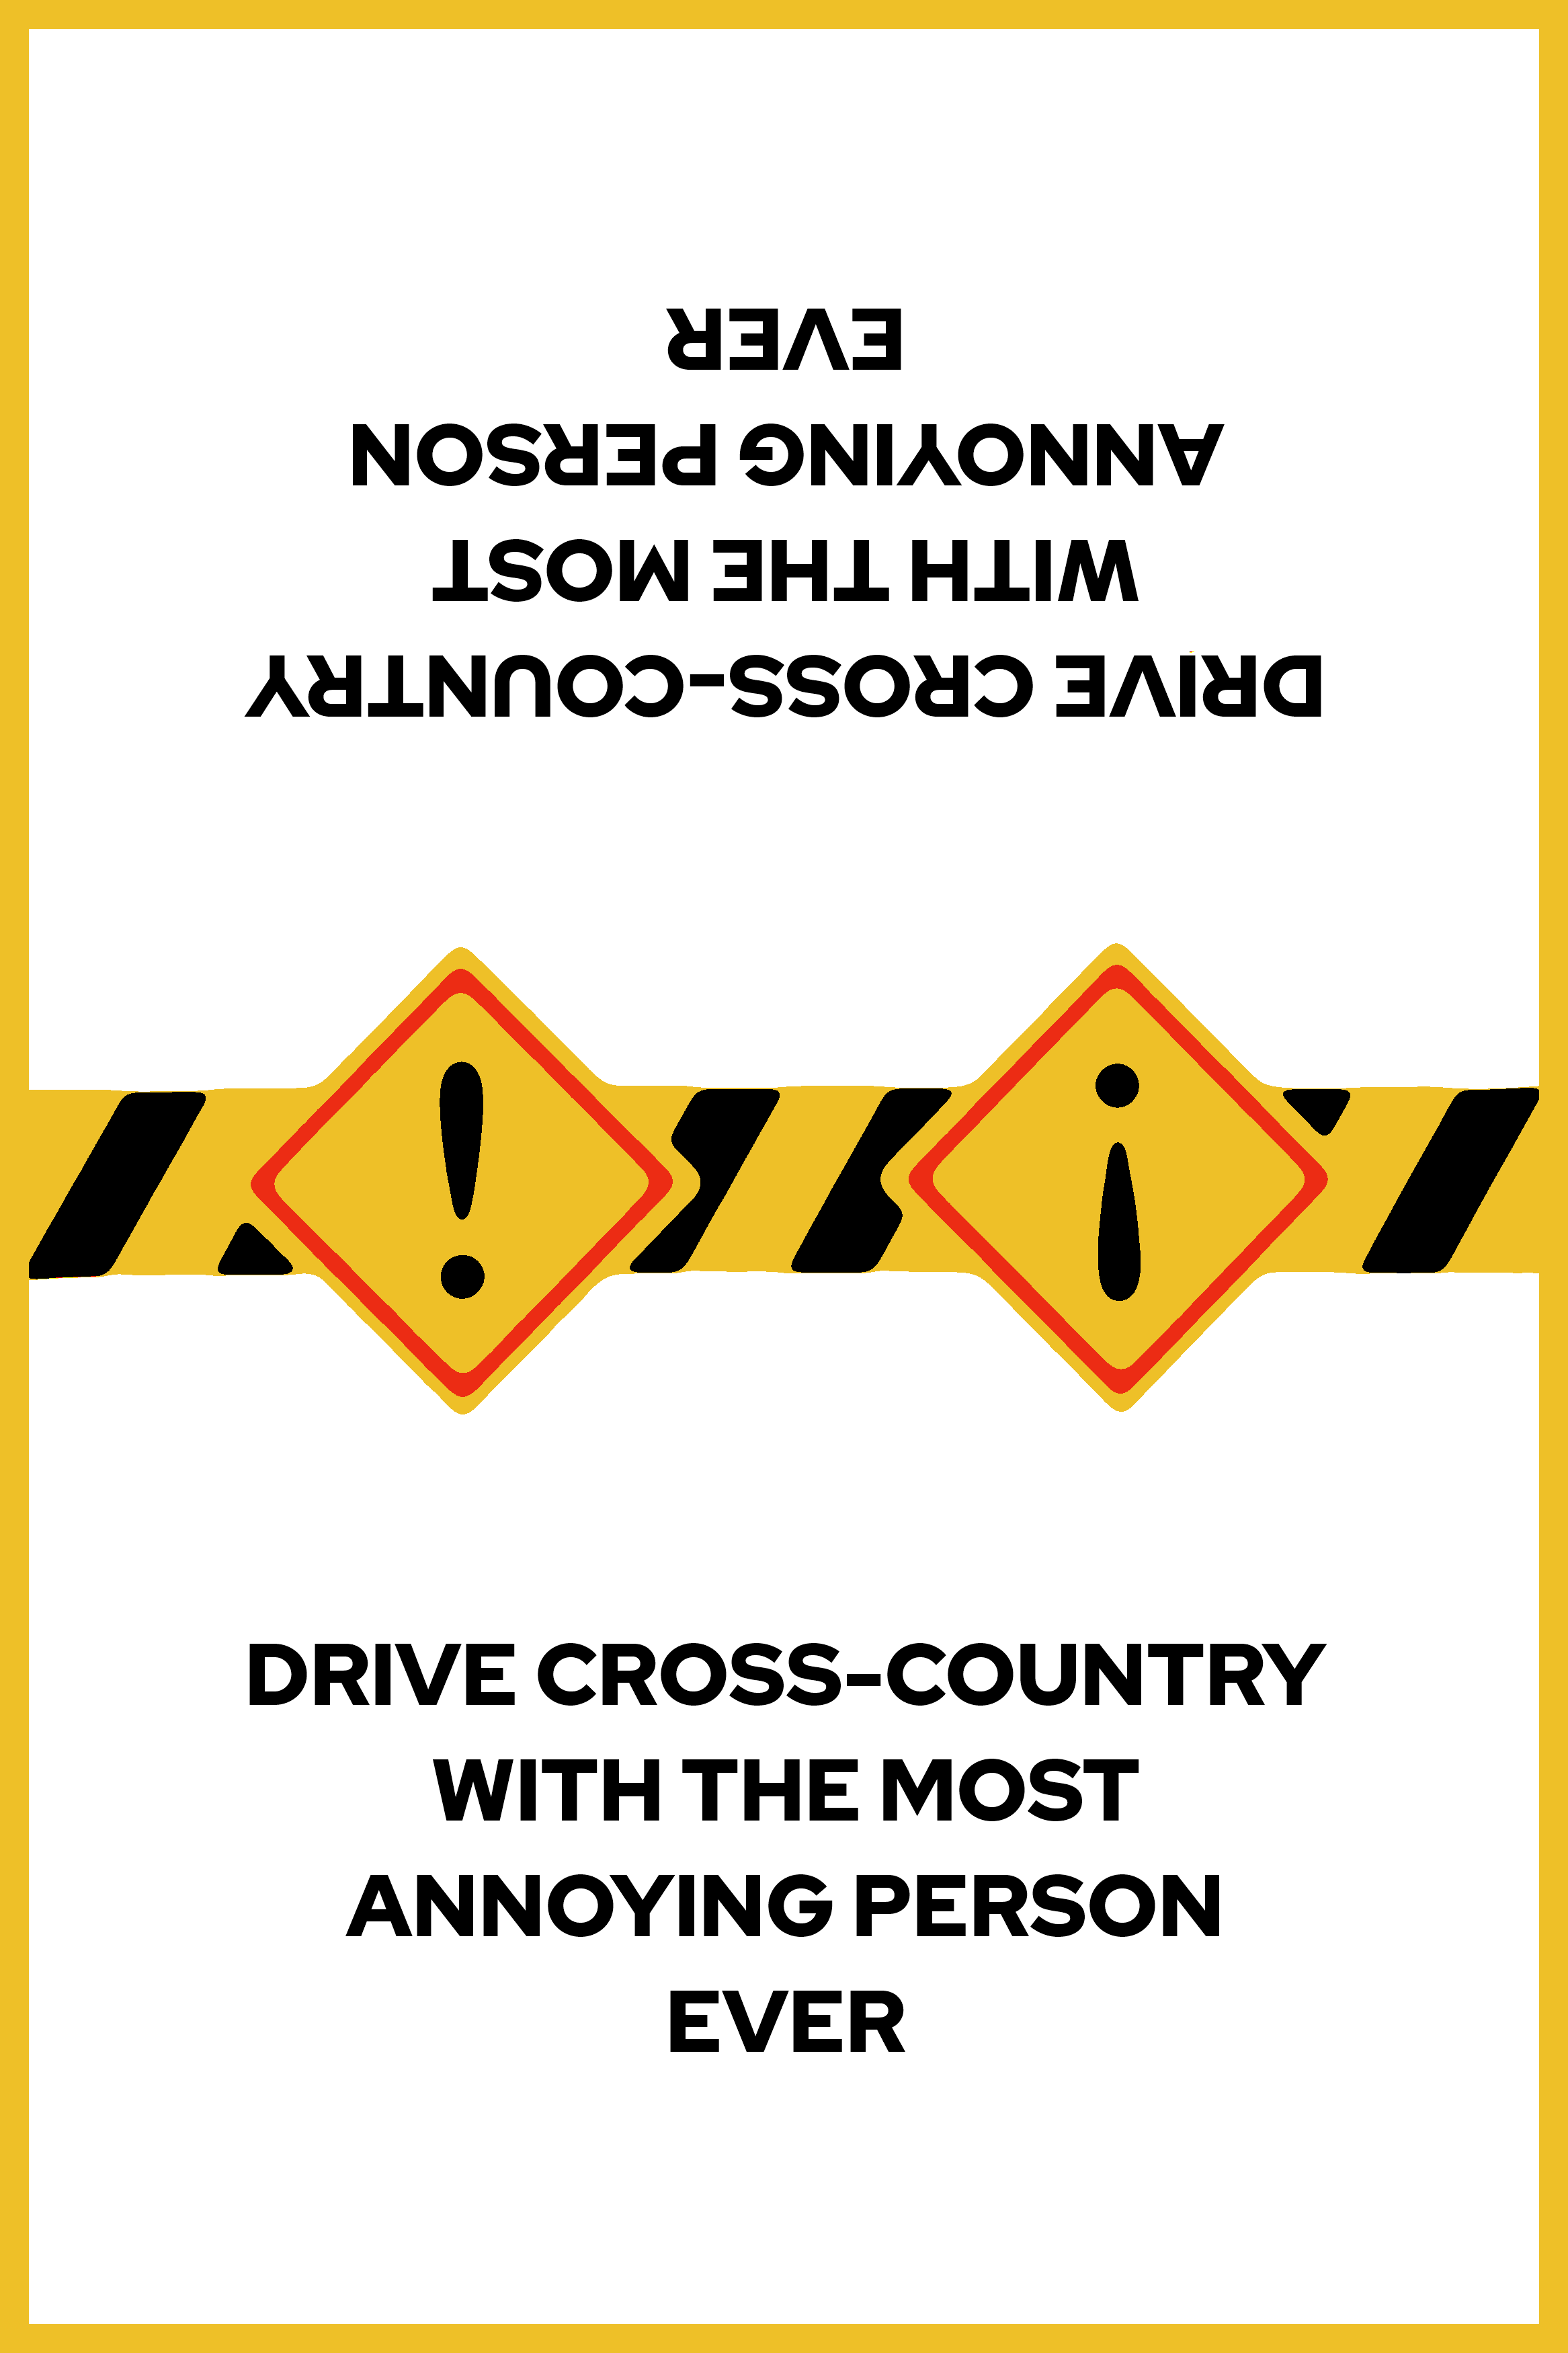 DRIVE CROSS-COUNTRY
WITH THE MOST
ANNOYING PERSON
EVER
!
!
DRIVE CROSS-COUNTRY
WITH THE MOST
ANNOYING PERSON
EVER